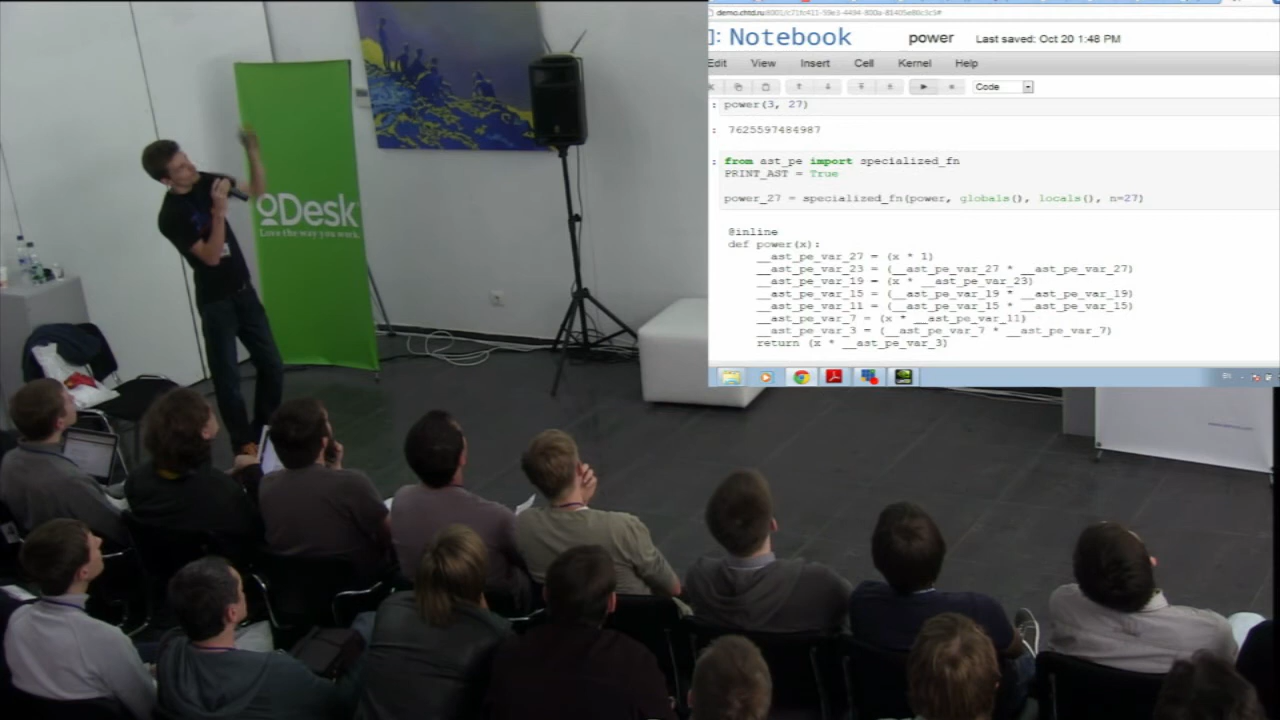 demo.chtd.ru
]: Notebook power Last saved: Oct 20 1:48 PM
Edit View Insert Cell Kernel Help
Code
: power(3, 27)
: 7625597484987
: from ast_pe import specialized_fn
PRINT_AST = True
power_27 = specialized_fn(power, globals(), locals(), n=27)
@inline
def power(x):
__ast_pe_var_27 = (x * 1)
__ast_pe_var_23 = (__ast_pe_var_27 * __ast_pe_var_27)
__ast_pe_var_19 = (x * __ast_pe_var_23)
__ast_pe_var_15 = (__ast_pe_var_19 * __ast_pe_var_19)
__ast_pe_var_11 = (__ast_pe_var_15 * __ast_pe_var_15)
__ast_pe_var_7 = (x * __ast_pe_var_11)
__ast_pe_var_3 = (__ast_pe_var_7 * __ast_pe_var_7)
return (x * __ast_pe_var_3)
EN
oDesk
Love the way you work.